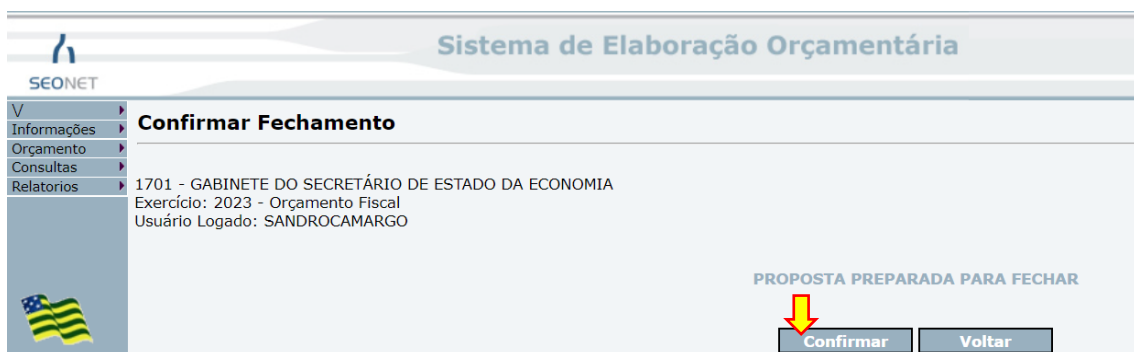 Sistema de Elaboração Orçamentária
SEONET
V
Informações
Orçamento
Consultas
Relatorios
Confirmar Fechamento
1701 - GABINETE DO SECRETÁRIO DE ESTADO DA ECONOMIA
Exercício: 2023 - Orçamento Fiscal
Usuário Logado: SANDROCAMARGO
PROPOSTA PREPARADA PARA FECHAR
Confirmar
Voltar